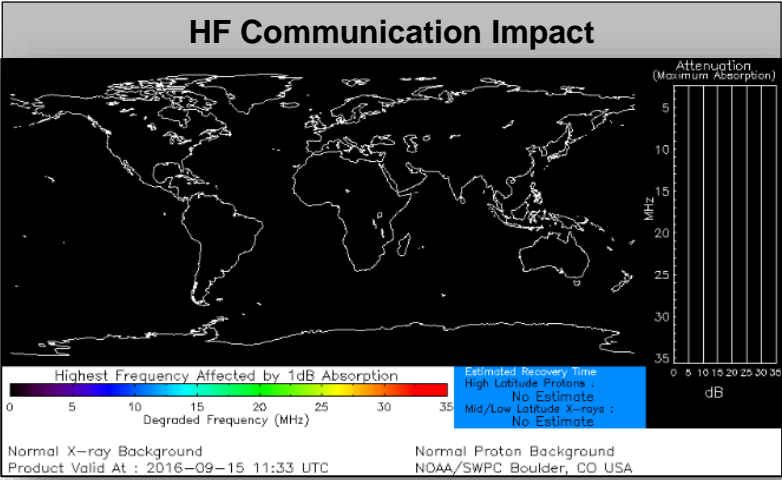 HF Communication Impact
Attenuation
(Maximum Absorption)
5
10
15
20
25
30
35
MHz
0 5 10 15 20 25 30 35
dB
Highest Frequency Affected by 1dB Absorption
0 5 10 15 20 25 30 35
Degraded Frequency (MHz)
Estimated Recovery Time
High Latitude Protons :
No Estimate
Mid/Low Latitude X-rays :
No Estimate
Normal X-ray Background
Normal Proton Background
Product Valid At : 2016-09-15 11:33 UTC
NOAA/SWPC Boulder, CO USA